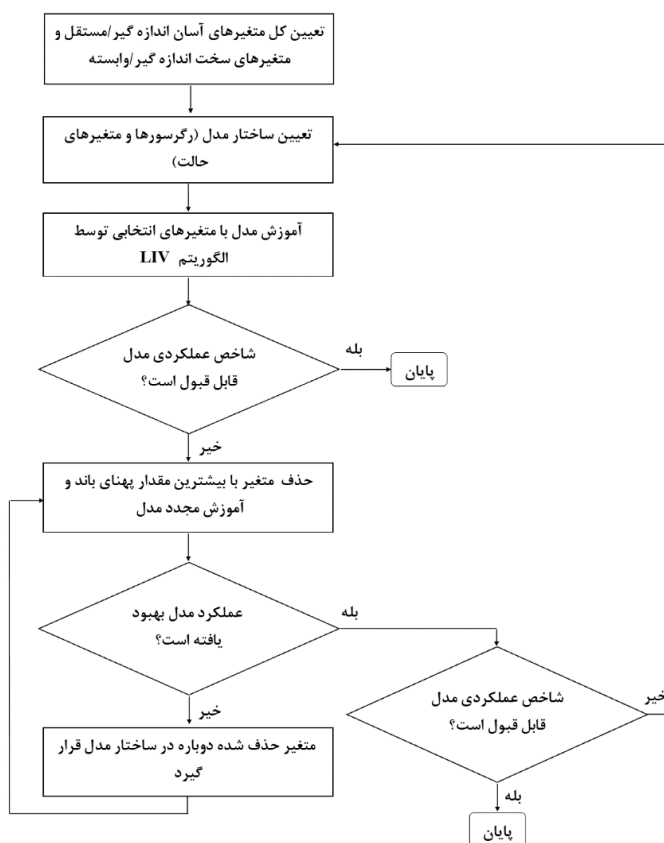 تعیین کل متغیرهای آسان اندازه گیر/مستقل و
متغیرهای سخت اندازه گیر/وابسته
تعیین ساختار مدل (رگرسورها و متغیرهای
حالت)
آموزش مدل با متغیرهای انتخابی توسط
الگوریتم LIV
شاخص عملکردی مدل
قابل قبول است؟
بله
پایان
خیر
حذف متغیر با بیشترین مقدار پهنای باند و
آموزش مجدد مدل
عملکرد مدل بهبود
یافته است؟
بله
خیر
متغیر حذف شده دوباره در ساختار مدل قرار
گیرد
شاخص عملکردی مدل
قابل قبول است؟
خیر
بله
پایان